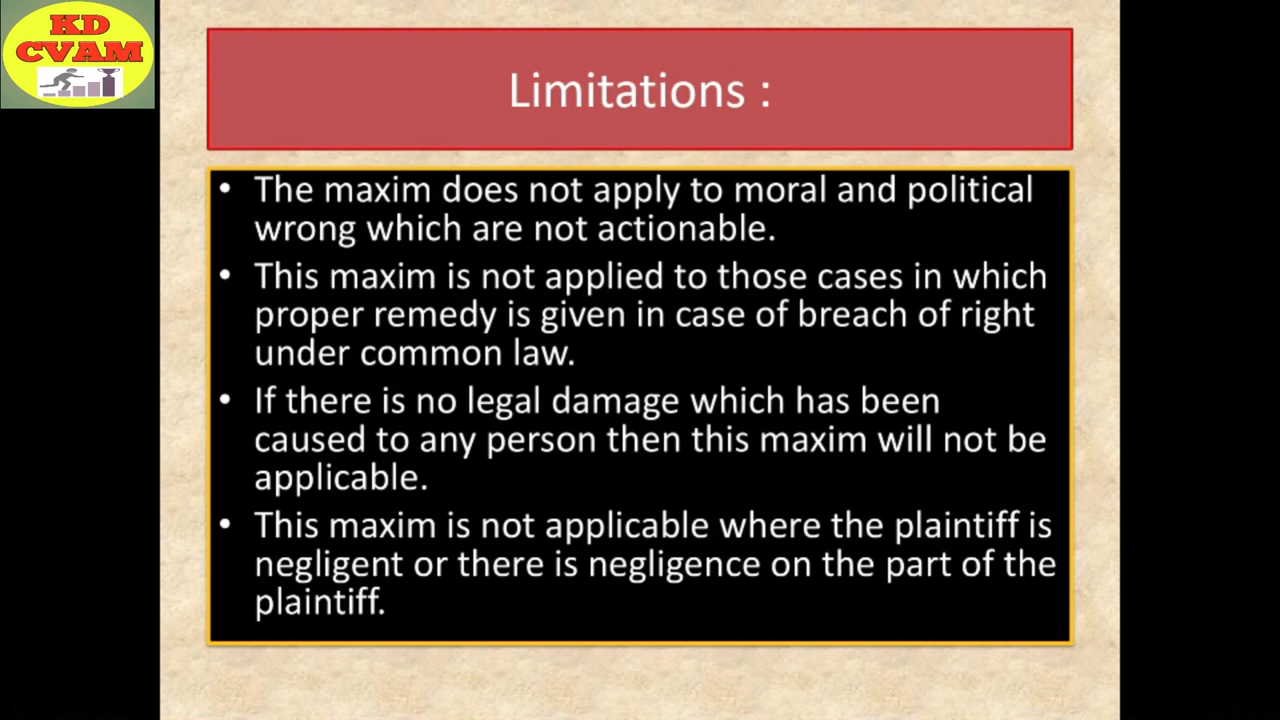 KD
CVAM
Limitations :
• The maxim does not apply to moral and political
wrong which are not actionable.
• This maxim is not applied to those cases in which
proper remedy is given in case of breach of right
under common law.
• If there is no legal damage which has been
caused to any person then this maxim will not be
applicable.
• This maxim is not applicable where the plaintiff is
negligent or there is negligence on the part of the
plaintiff.